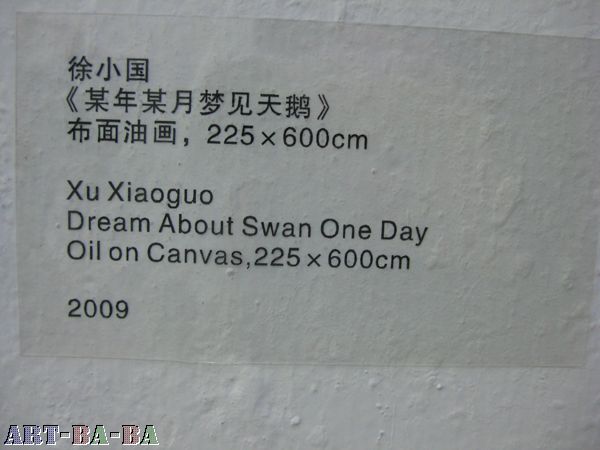 徐小国
《某年某月梦见天鹅》
布面油画，225×600cm
Xu Xiaoguo
Dream About Swan One Day
Oil on Canvas,225×600cm
2009
ART-BA-BA